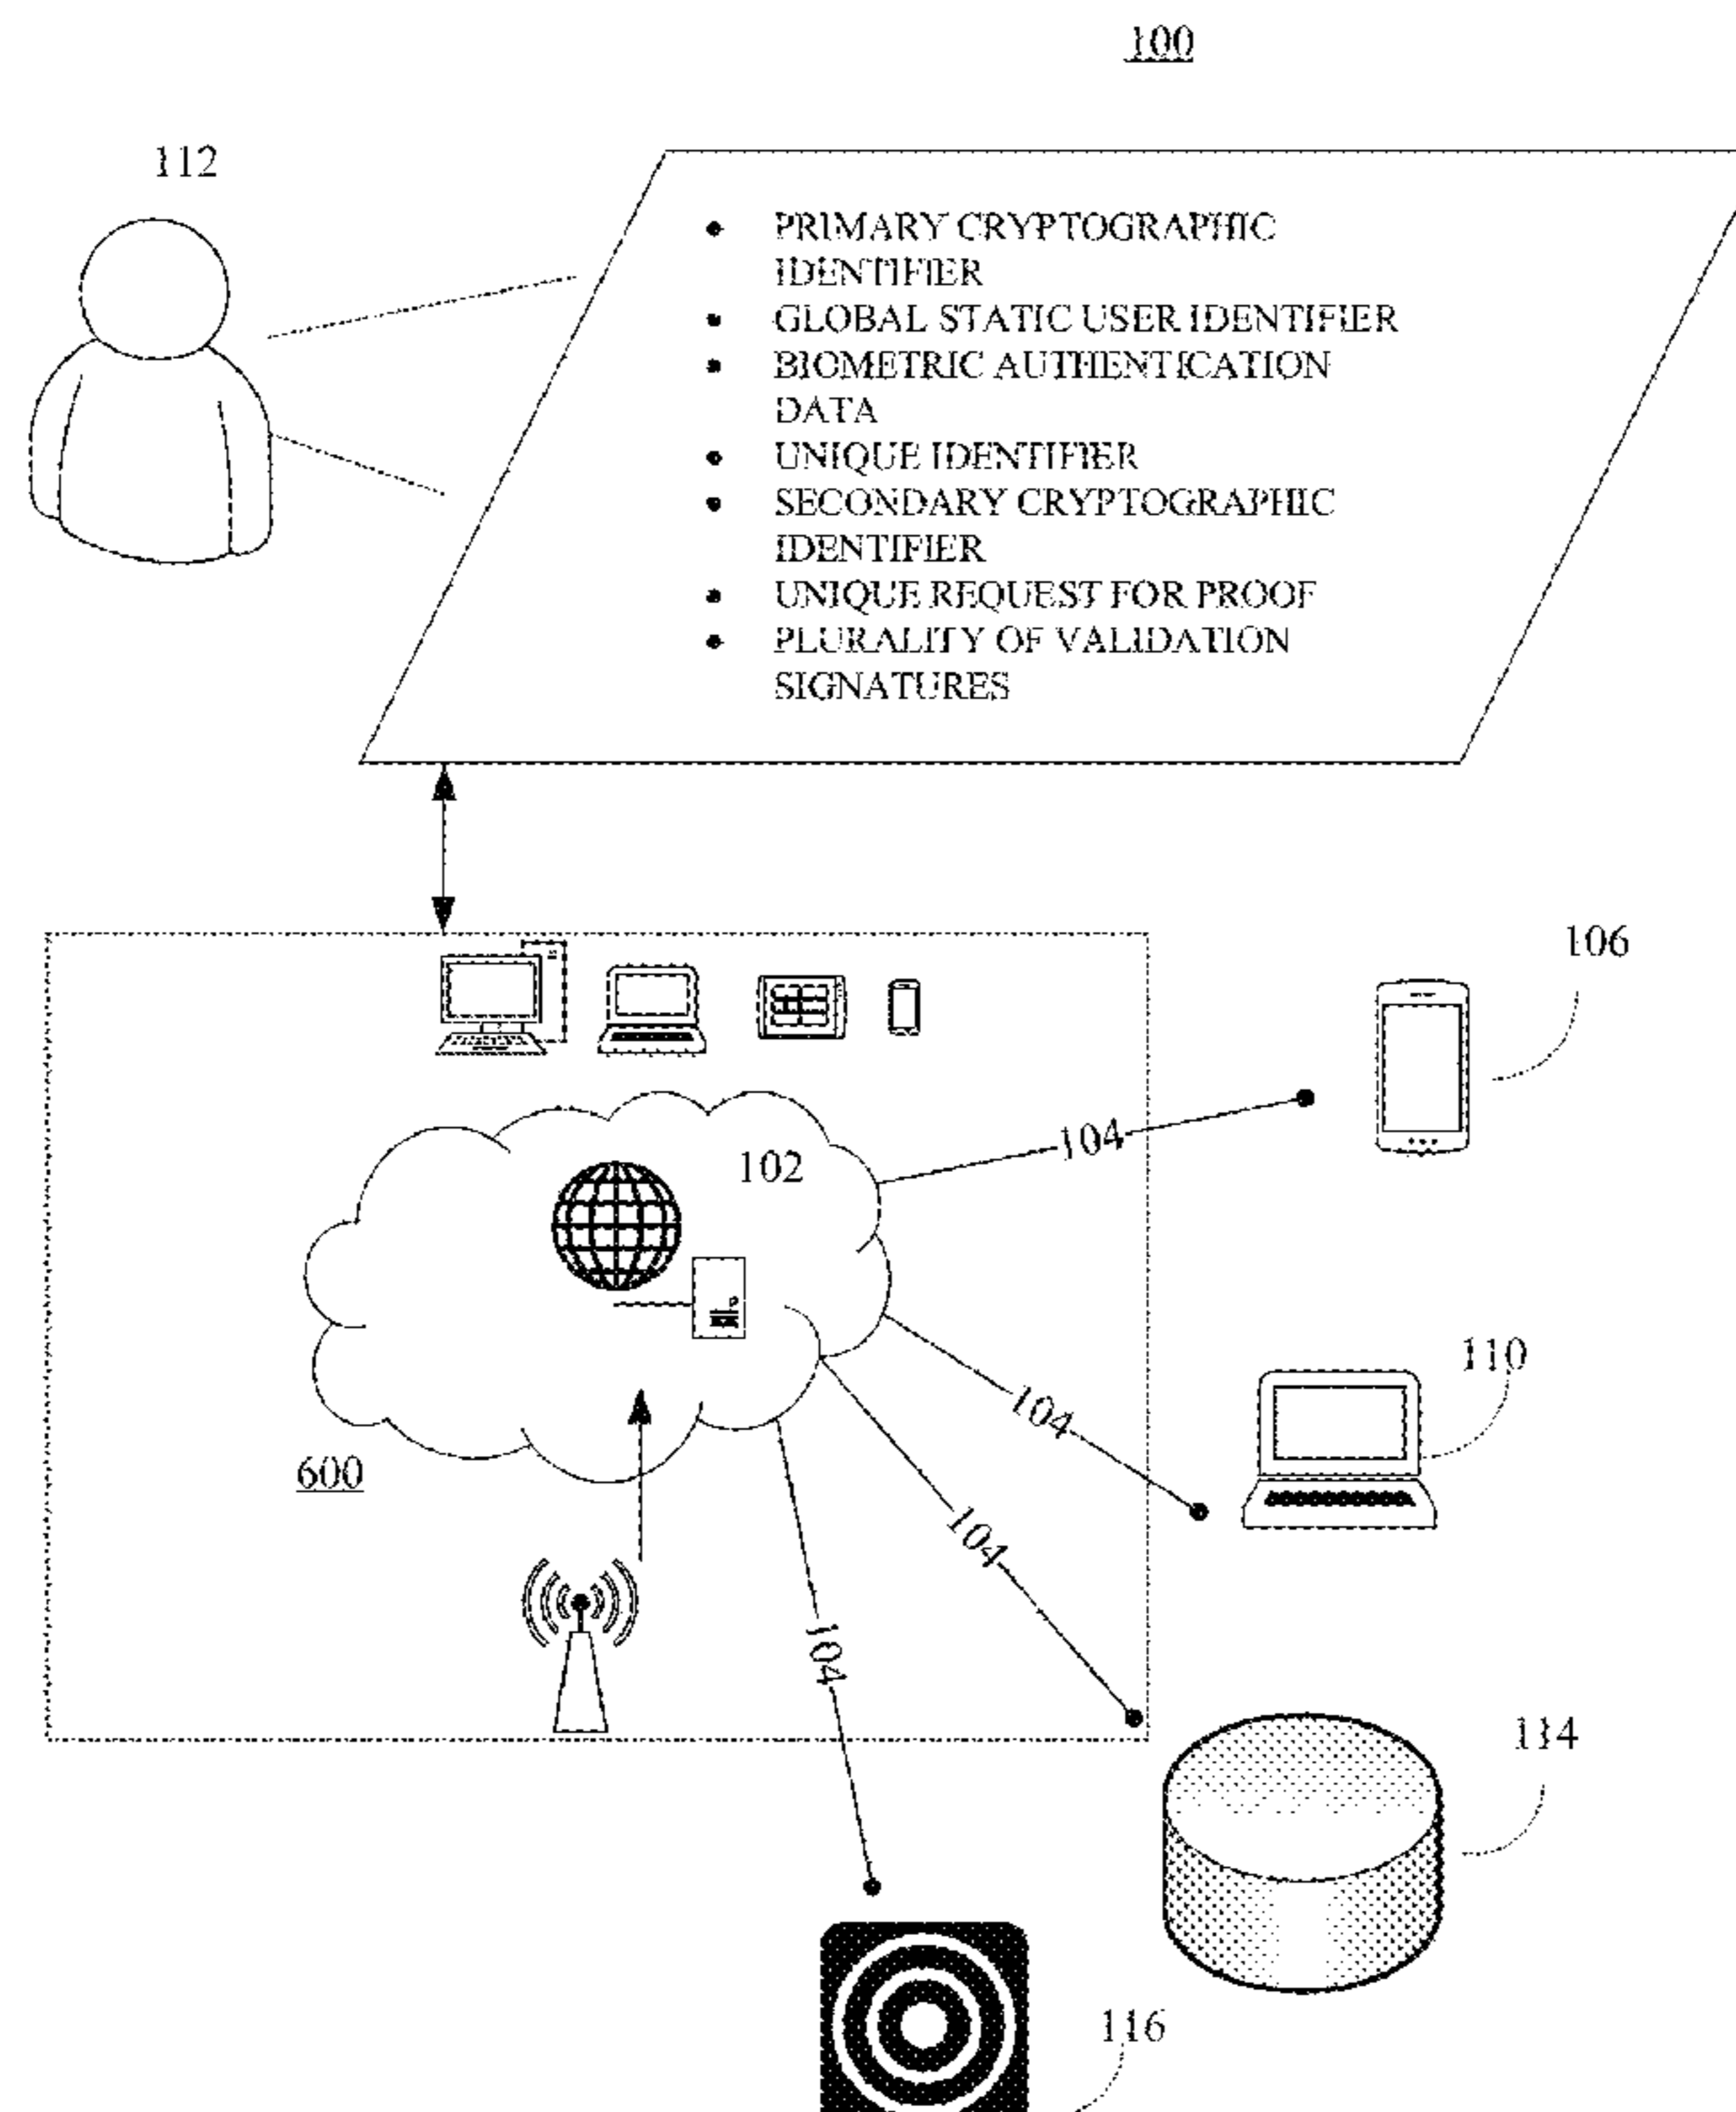 100
112
• PRIMARY CRYPTOGRAPHIC
IDENTIFIER
• GLOBAL STATIC USER IDENTIFIER
• BIOMETRIC AUTHENTICATION
DATA
• UNIQUE IDENTIFIER
• SECONDARY CRYPTOGRAPHIC
IDENTIFIER
• UNIQUE REQUEST FOR PROOF
• PLURALITY OF VALIDATION
SIGNATURES
106
104
102
110
104
600
104
104
114
116